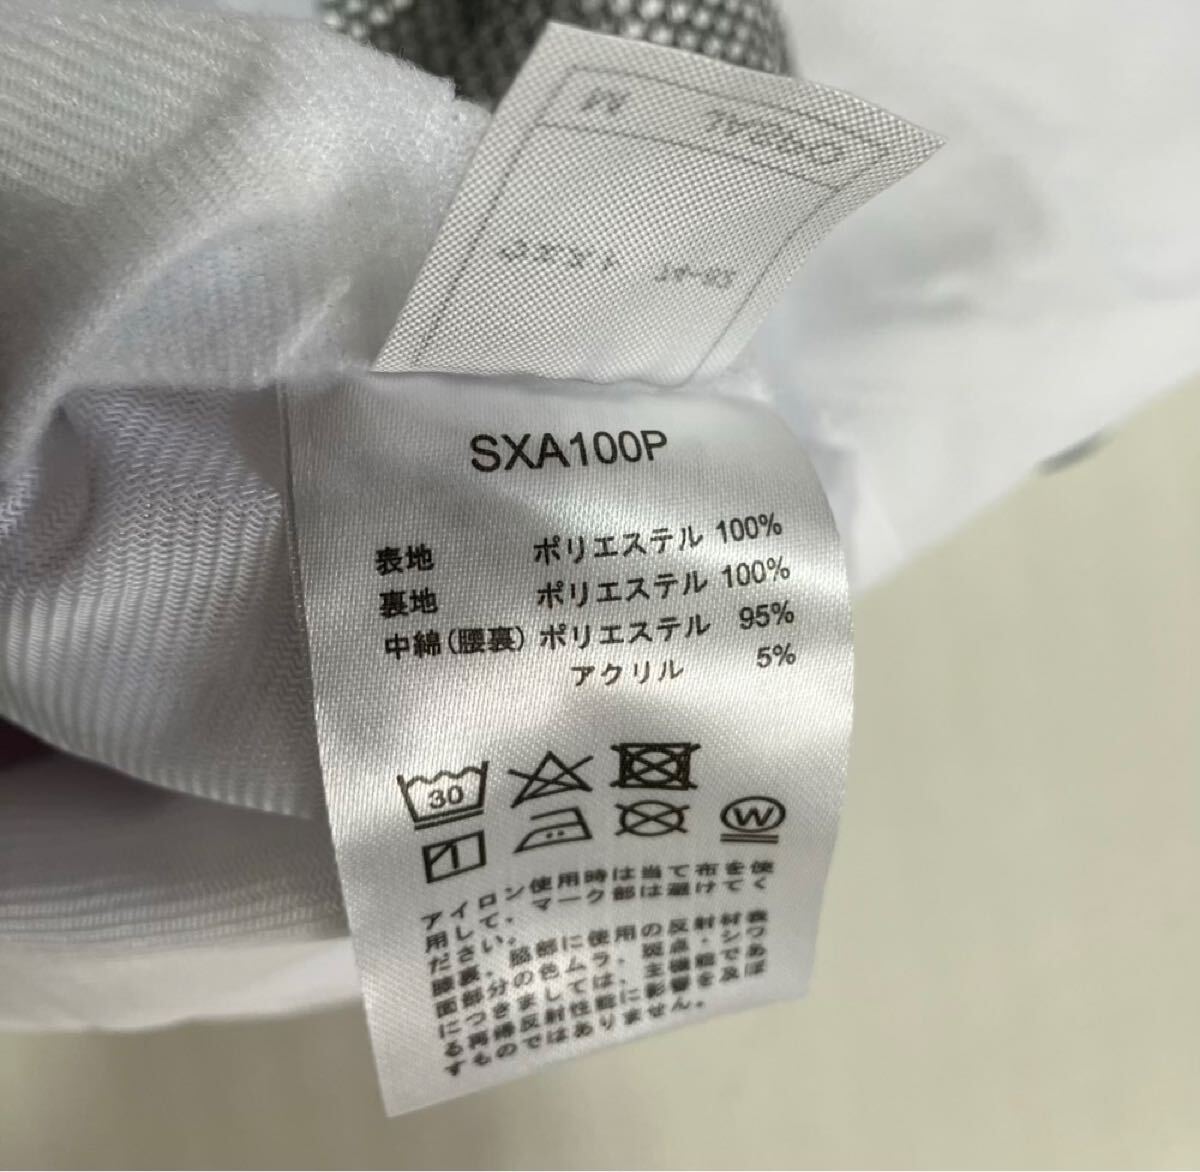 M
SXA100P
表地 ポリエステル 100%
裏地 ポリエステル 100%
中綿(腰裏) ポリエステル 95%
アクリル 5%
30
W
アイロン使用時は当て布を使
用して、マーク部は避けてく
ださい。
膝裏、脇部に使用の反射材表
面部分の色ムラ、斑点・シワ
につきましては、主機能であ
る再帰反射性能に影響を及ぼ
すものではありません。